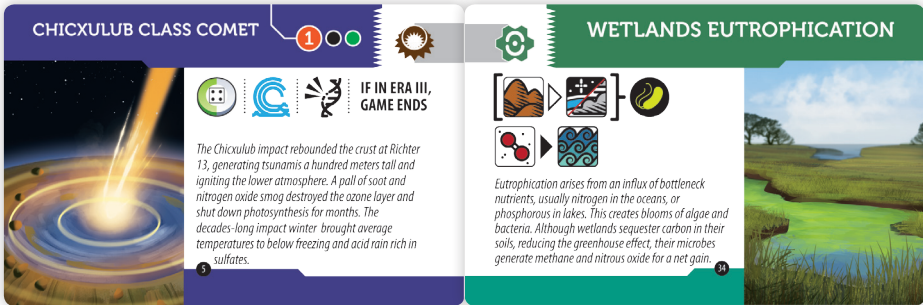 CHICXULUB CLASS COMET
1
IF IN ERA III,
GAME ENDS
The Chicxulub impact rebounded the crust at Richter
13, generating tsunamis a hundred meters tall and
igniting the lower atmosphere. A pall of soot and
nitrogen oxide smog destroyed the ozone layer and
shut down photosynthesis for months. The
decades-long impact winter brought average
temperatures to below freezing and acid rain rich in
sulfates.
5
WETLANDS EUTROPHICATION
Eutrophication arises from an influx of bottleneck
nutrients, usually nitrogen in the oceans, or
phosphorous in lakes. This creates blooms of algae and
bacteria. Although wetlands sequester carbon in their
soils, reducing the greenhouse effect, their microbes
generate methane and nitrous oxide for a net gain.
34